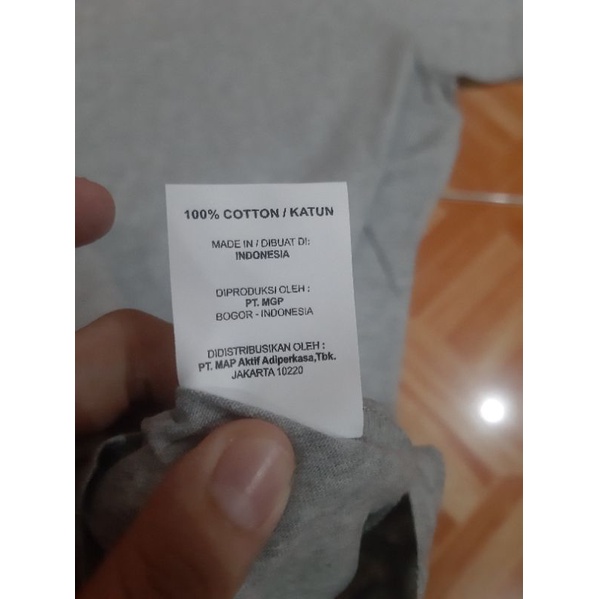 100% COTTON / KATUN
MADE IN / DIBUAT DI:
INDONESIA
DIPRODUKSI OLEH :
PT. MGP
BOGOR - INDONESIA
DIDISTRIBUSIKAN OLEH :
PT. MAP Aktif Adiperkasa,Tbk.
JAKARTA 10220